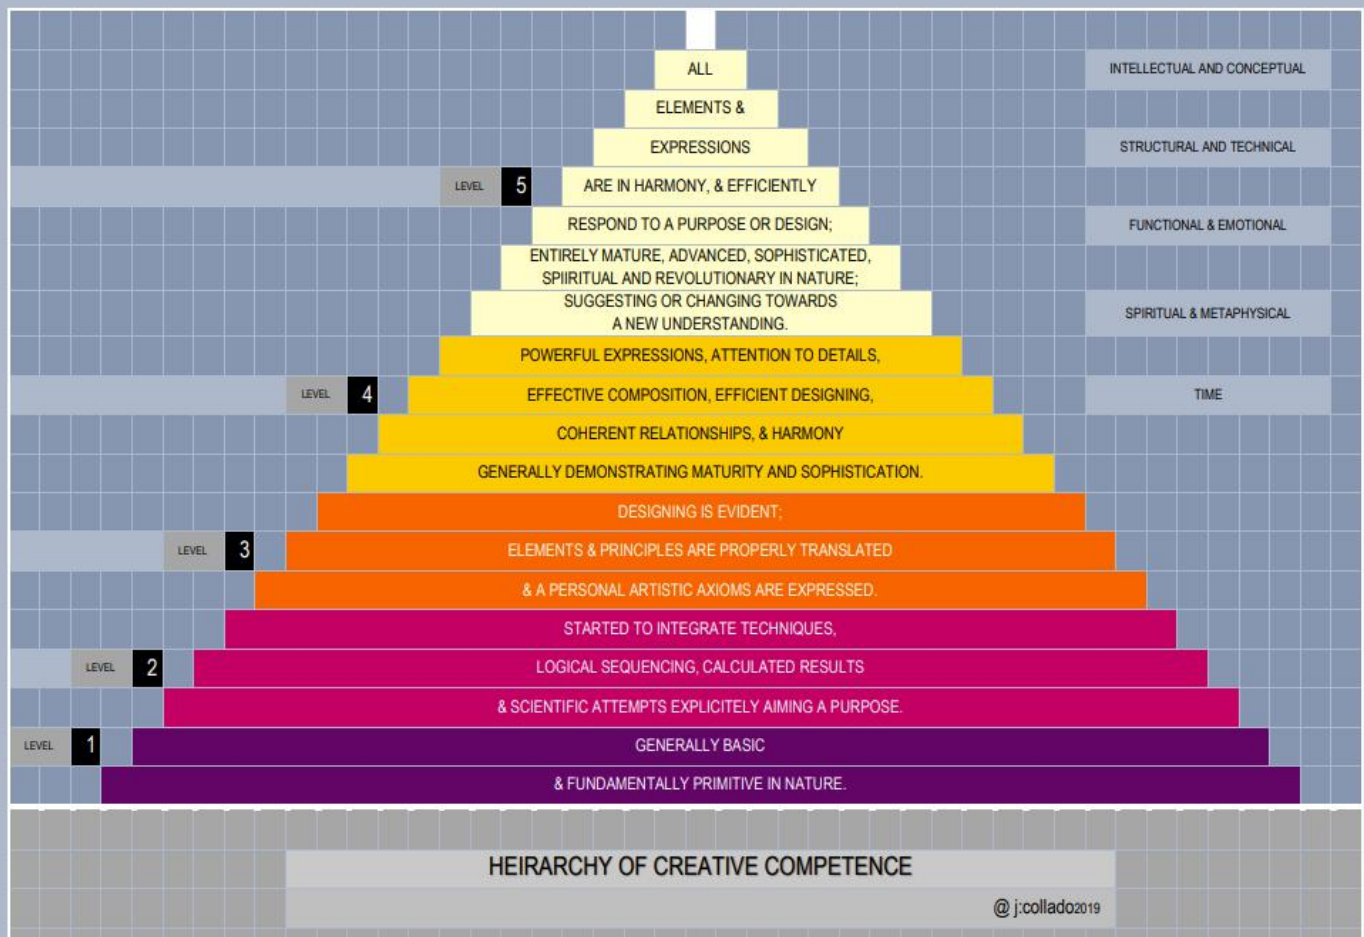 ALL
INTELLECTUAL AND CONCEPTUAL
ELEMENTS &
EXPRESSIONS
STRUCTURAL AND TECHNICAL
LEVEL 5
ARE IN HARMONY, & EFFICIENTLY
RESPOND TO A PURPOSE OR DESIGN;
FUNCTIONAL & EMOTIONAL
ENTIRELY MATURE, ADVANCED, SOPHISTICATED,
SPIIRITUAL AND REVOLUTIONARY IN NATURE;
SUGGESTING OR CHANGING TOWARDS
A NEW UNDERSTANDING.
SPIRITUAL & METAPHYSICAL
POWERFUL EXPRESSIONS, ATTENTION TO DETAILS,
LEVEL 4
EFFECTIVE COMPOSITION, EFFICIENT DESIGNING,
TIME
COHERENT RELATIONSHIPS, & HARMONY
GENERALLY DEMONSTRATING MATURITY AND SOPHISTICATION.
DESIGNING IS EVIDENT;
LEVEL 3
ELEMENTS & PRINCIPLES ARE PROPERLY TRANSLATED
& A PERSONAL ARTISTIC AXIOMS ARE EXPRESSED.
STARTED TO INTEGRATE TECHNIQUES,
LEVEL 2
LOGICAL SEQUENCING, CALCULATED RESULTS
& SCIENTIFIC ATTEMPTS EXPLICITELY AIMING A PURPOSE.
LEVEL 1
GENERALLY BASIC
& FUNDAMENTALLY PRIMITIVE IN NATURE.
HEIRARCHY OF CREATIVE COMPETENCE
@ j:collado2019